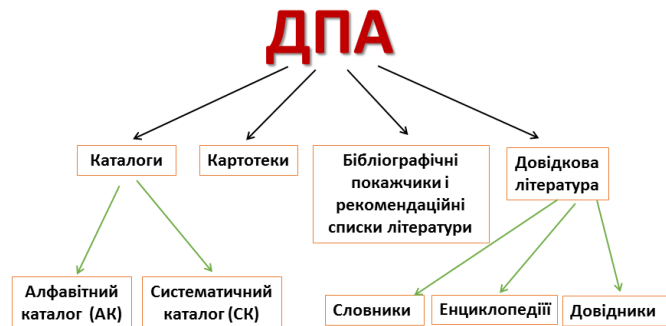 ДПА
Каталоги
Картотеки
Бібліографічні
покажчики і
рекомендаційні
списки літератури
Довідкова
література
Алфавітний
каталог (АК)
Систематичний
каталог (СК)
Словники
Енциклопедіїї
Довідники